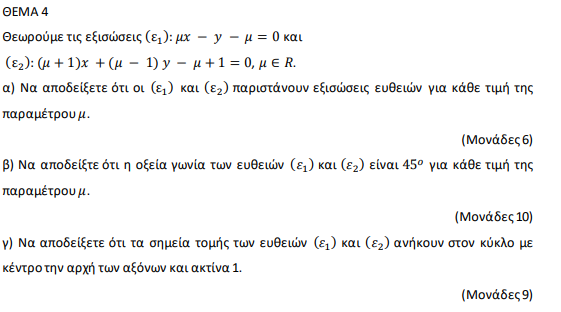 ΘΕΜΑ 4
Θεωρούμε τις εξισώσεις (ε₁): μx − y − μ = 0 και
(ε₂): (μ + 1)x + (μ − 1) y − μ + 1 = 0, μ ∈ R.
α) Να αποδείξετε ότι οι (ε₁) και (ε₂) παριστάνουν εξισώσεις ευθειών για κάθε τιμή της
παραμέτρου μ.
(Μονάδες 6)
β) Να αποδείξτε ότι η οξεία γωνία των ευθειών (ε₁) και (ε₂) είναι 45ᵒ για κάθε τιμή της
παραμέτρου μ.
(Μονάδες 10)
γ) Να αποδείξετε ότι τα σημεία τομής των ευθειών (ε₁) και (ε₂) ανήκουν στον κύκλο με
κέντρο την αρχή των αξόνων και ακτίνα 1.
(Μονάδες 9)